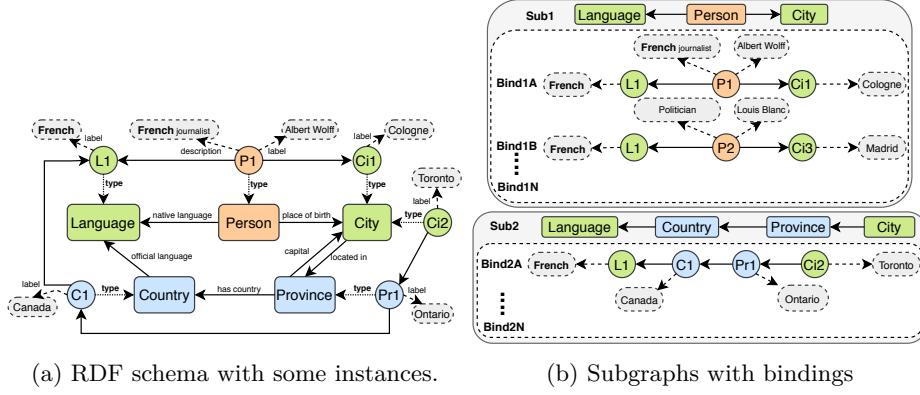 French
label
French journalist
description
Albert Wolff
label
Cologne
label
L1
P1
Ci1
Toronto
label
type
type
type
Language
native language
Person
place of birth
City
type
Ci2
official language
capital
located in
label
C1
type
Country
has country
Province
type
Pr1
label
Canada
Ontario
(a) RDF schema with some instances.
Sub1
Language
Person
City
French journalist
Albert Wolff
Bind1A
French
L1
P1
Ci1
Cologne
Politician
Louis Blanc
Bind1B
French
L1
P2
Ci3
Madrid
Bind1N
Sub2
Language
Country
Province
City
Bind2A
French
L1
C1
Pr1
Ci2
Toronto
Canada
Ontario
Bind2N
(b) Subgraphs with bindings